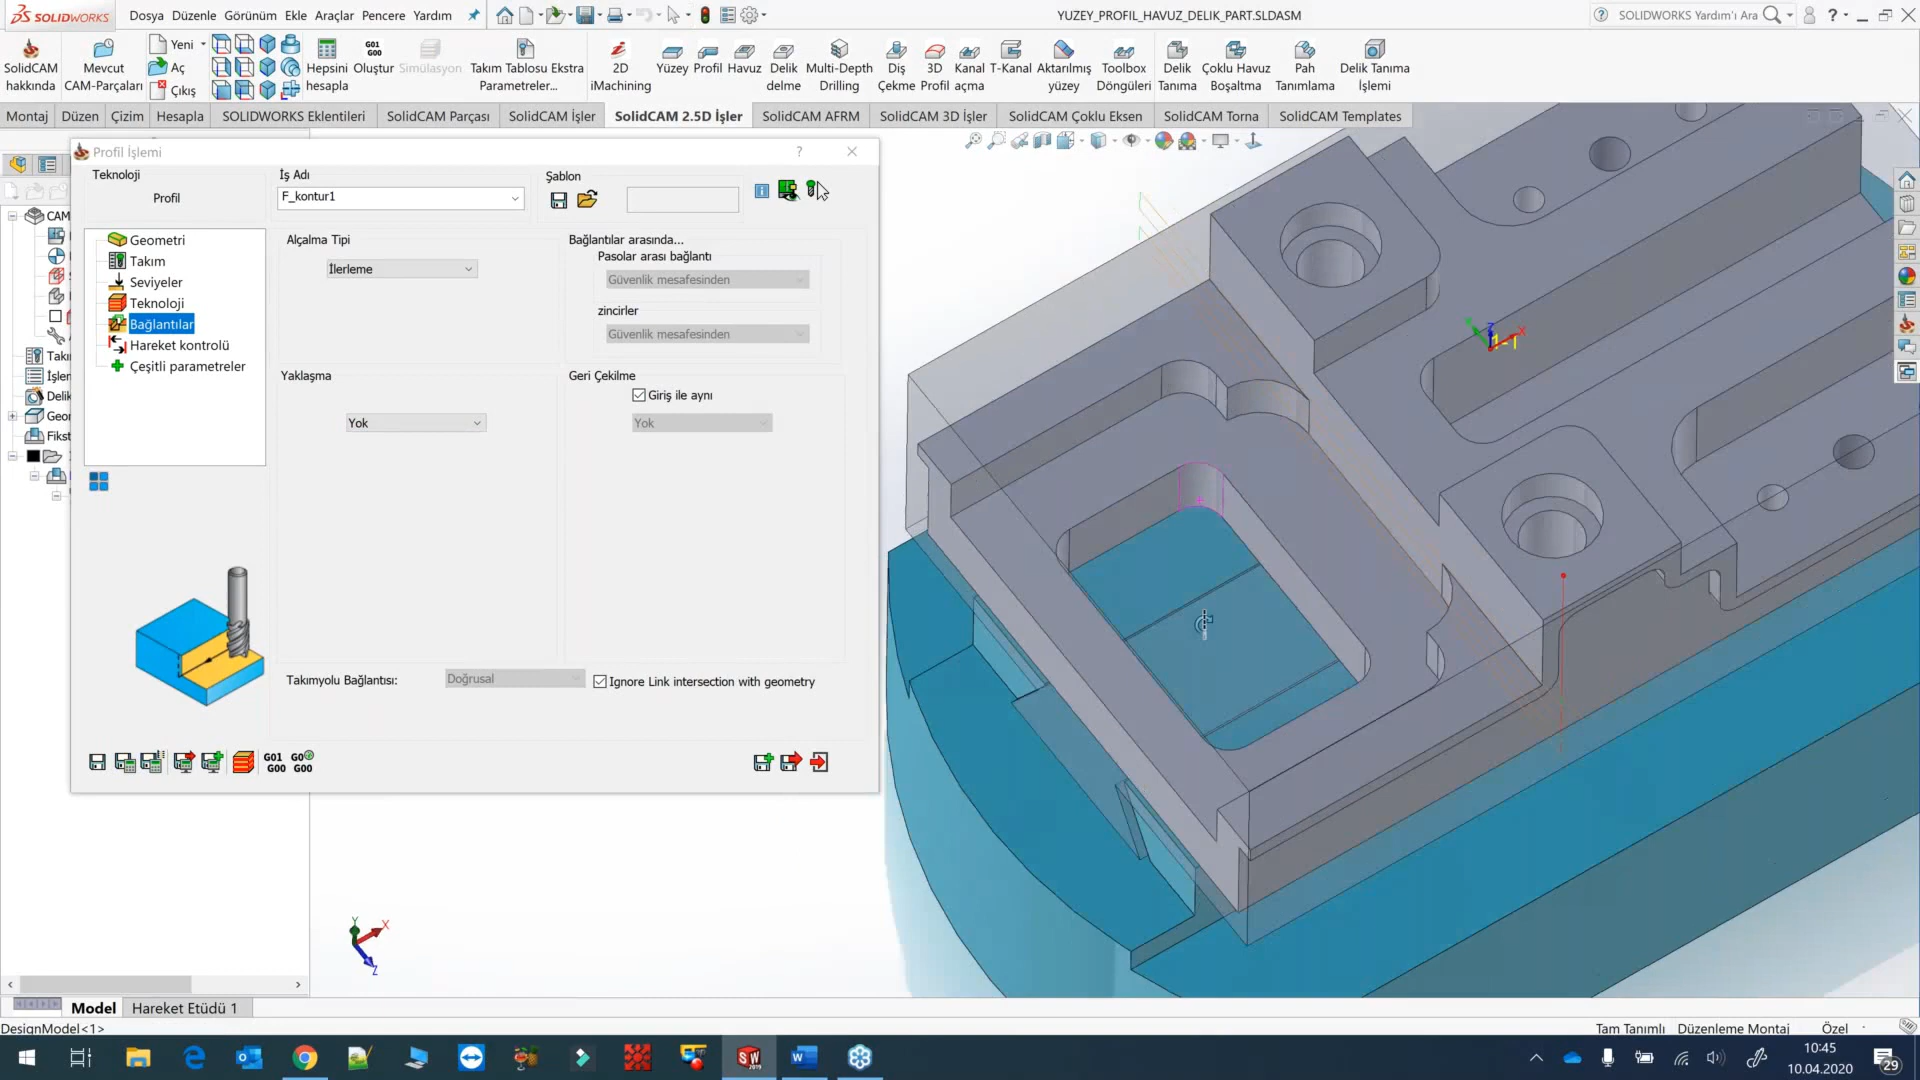 SOLIDWORKS
Dosya Düzenle Görünüm Ekle Araçlar Pencere Yardım
YUZEY_PROFIL_HAVUZ_DELIK_PART.SLDASM
SOLIDWORKS Yardım'ı Ara
SolidCAM hakkında
Mevcut CAM-Parçaları
Yeni
Aç
Çıkış
Hepsini hesapla
G01 G00 Oluştur
Simülasyon
Takım Tablosu Ekstra Parametreler...
2D iMachining
Yüzey
Profil
Havuz
Delik delme
Multi-Depth Drilling
Diş Çekme
3D Profil
Kanal açma
T-Kanal
Aktarılmış yüzey
Toolbox Döngüleri
Delik Tanıma
Çoklu Havuz Boşaltma
Pah Tanımlama
Delik Tanıma İşlemi
Montaj Düzen Çizim Hesapla SOLIDWORKS Eklentileri SolidCAM Parçası SolidCAM İşler SolidCAM 2.5D İşler SolidCAM AFRM SolidCAM 3D İşler SolidCAM Çoklu Eksen SolidCAM Torna SolidCAM Templates
Profil İşlemi
Teknoloji
Profil
İş Adı
F_kontur1
Şablon
CAM
Geometri
Takım
Seviyeler
Teknoloji
Bağlantılar
Hareket kontrolü
Çeşitli parametreler
Alçalma Tipi
İlerleme
Bağlantılar arasında...
Pasolar arası bağlantı
Güvenlik mesafesinden
zincirler
Güvenlik mesafesinden
Yaklaşma
Yok
Geri Çekilme
Giriş ile aynı
Yok
Takımyolu Bağlantısı:
Doğrusal
Ignore Link intersection with geometry
G01 G00
Takı
İşlem
Delik
Geo
Fikst
X
Y
Z
Model
Hareket Etüdü 1
DesignModel<1>
Tam Tanımlı Düzenleme Montaj Özel
10:45
10.04.2020
29